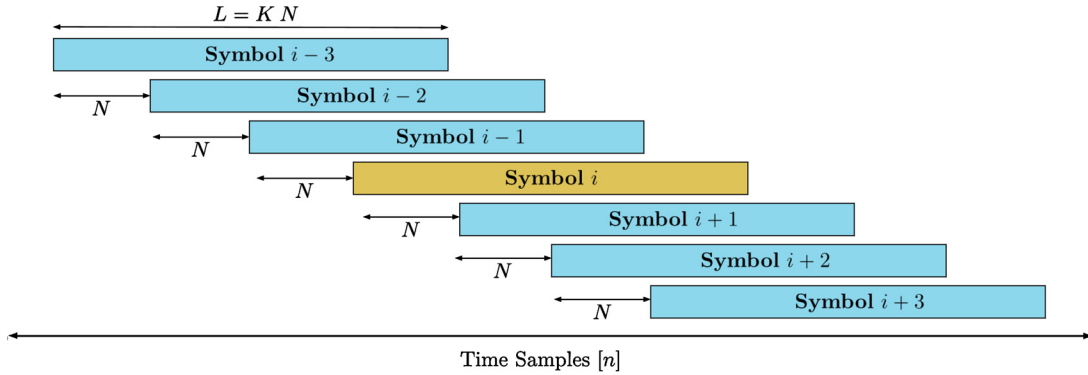 L = K N
Symbol i − 3
N
Symbol i − 2
N
Symbol i − 1
N
Symbol i
N
Symbol i + 1
N
Symbol i + 2
N
Symbol i + 3
Time Samples [n]